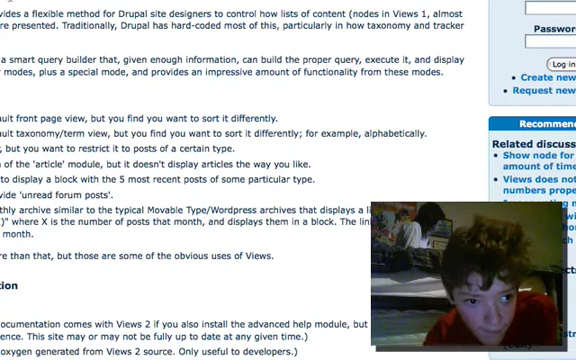 vides a flexible method for Drupal site designers to control how lists of content (nodes in Views 1, almost
re presented. Traditionally, Drupal has hard-coded most of this, particularly in how taxonomy and tracker
a smart query builder that, given enough information, can build the proper query, execute it, and display
modes, plus a special mode, and provides an impressive amount of functionality from these modes.
ault front page view, but you find you want to sort it differently.
ault taxonomy/term view, but you find you want to sort it differently; for example, alphabetically.
, but you want to restrict it to posts of a certain type.
of the 'article' module, but it doesn't display articles the way you like.
to display a block with the 5 most recent posts of some particular type.
vide 'unread forum posts'.
thly archive similar to the typical Movable Type/Wordpress archives that displays a li
)" where X is the number of posts that month, and displays them in a block. The link
month.
re than that, but those are some of the obvious uses of Views.
ion
ocumentation comes with Views 2 if you also install the advanced help module, but
ence. This site may or may not be fully up to date at any given time.)
oxygen generated from Views 2 source. Only useful to developers.)
Passwor
Log in
Create new
Request new
Recommen
Related discuss
Show node for
amount of time
Views does not
numbers prope